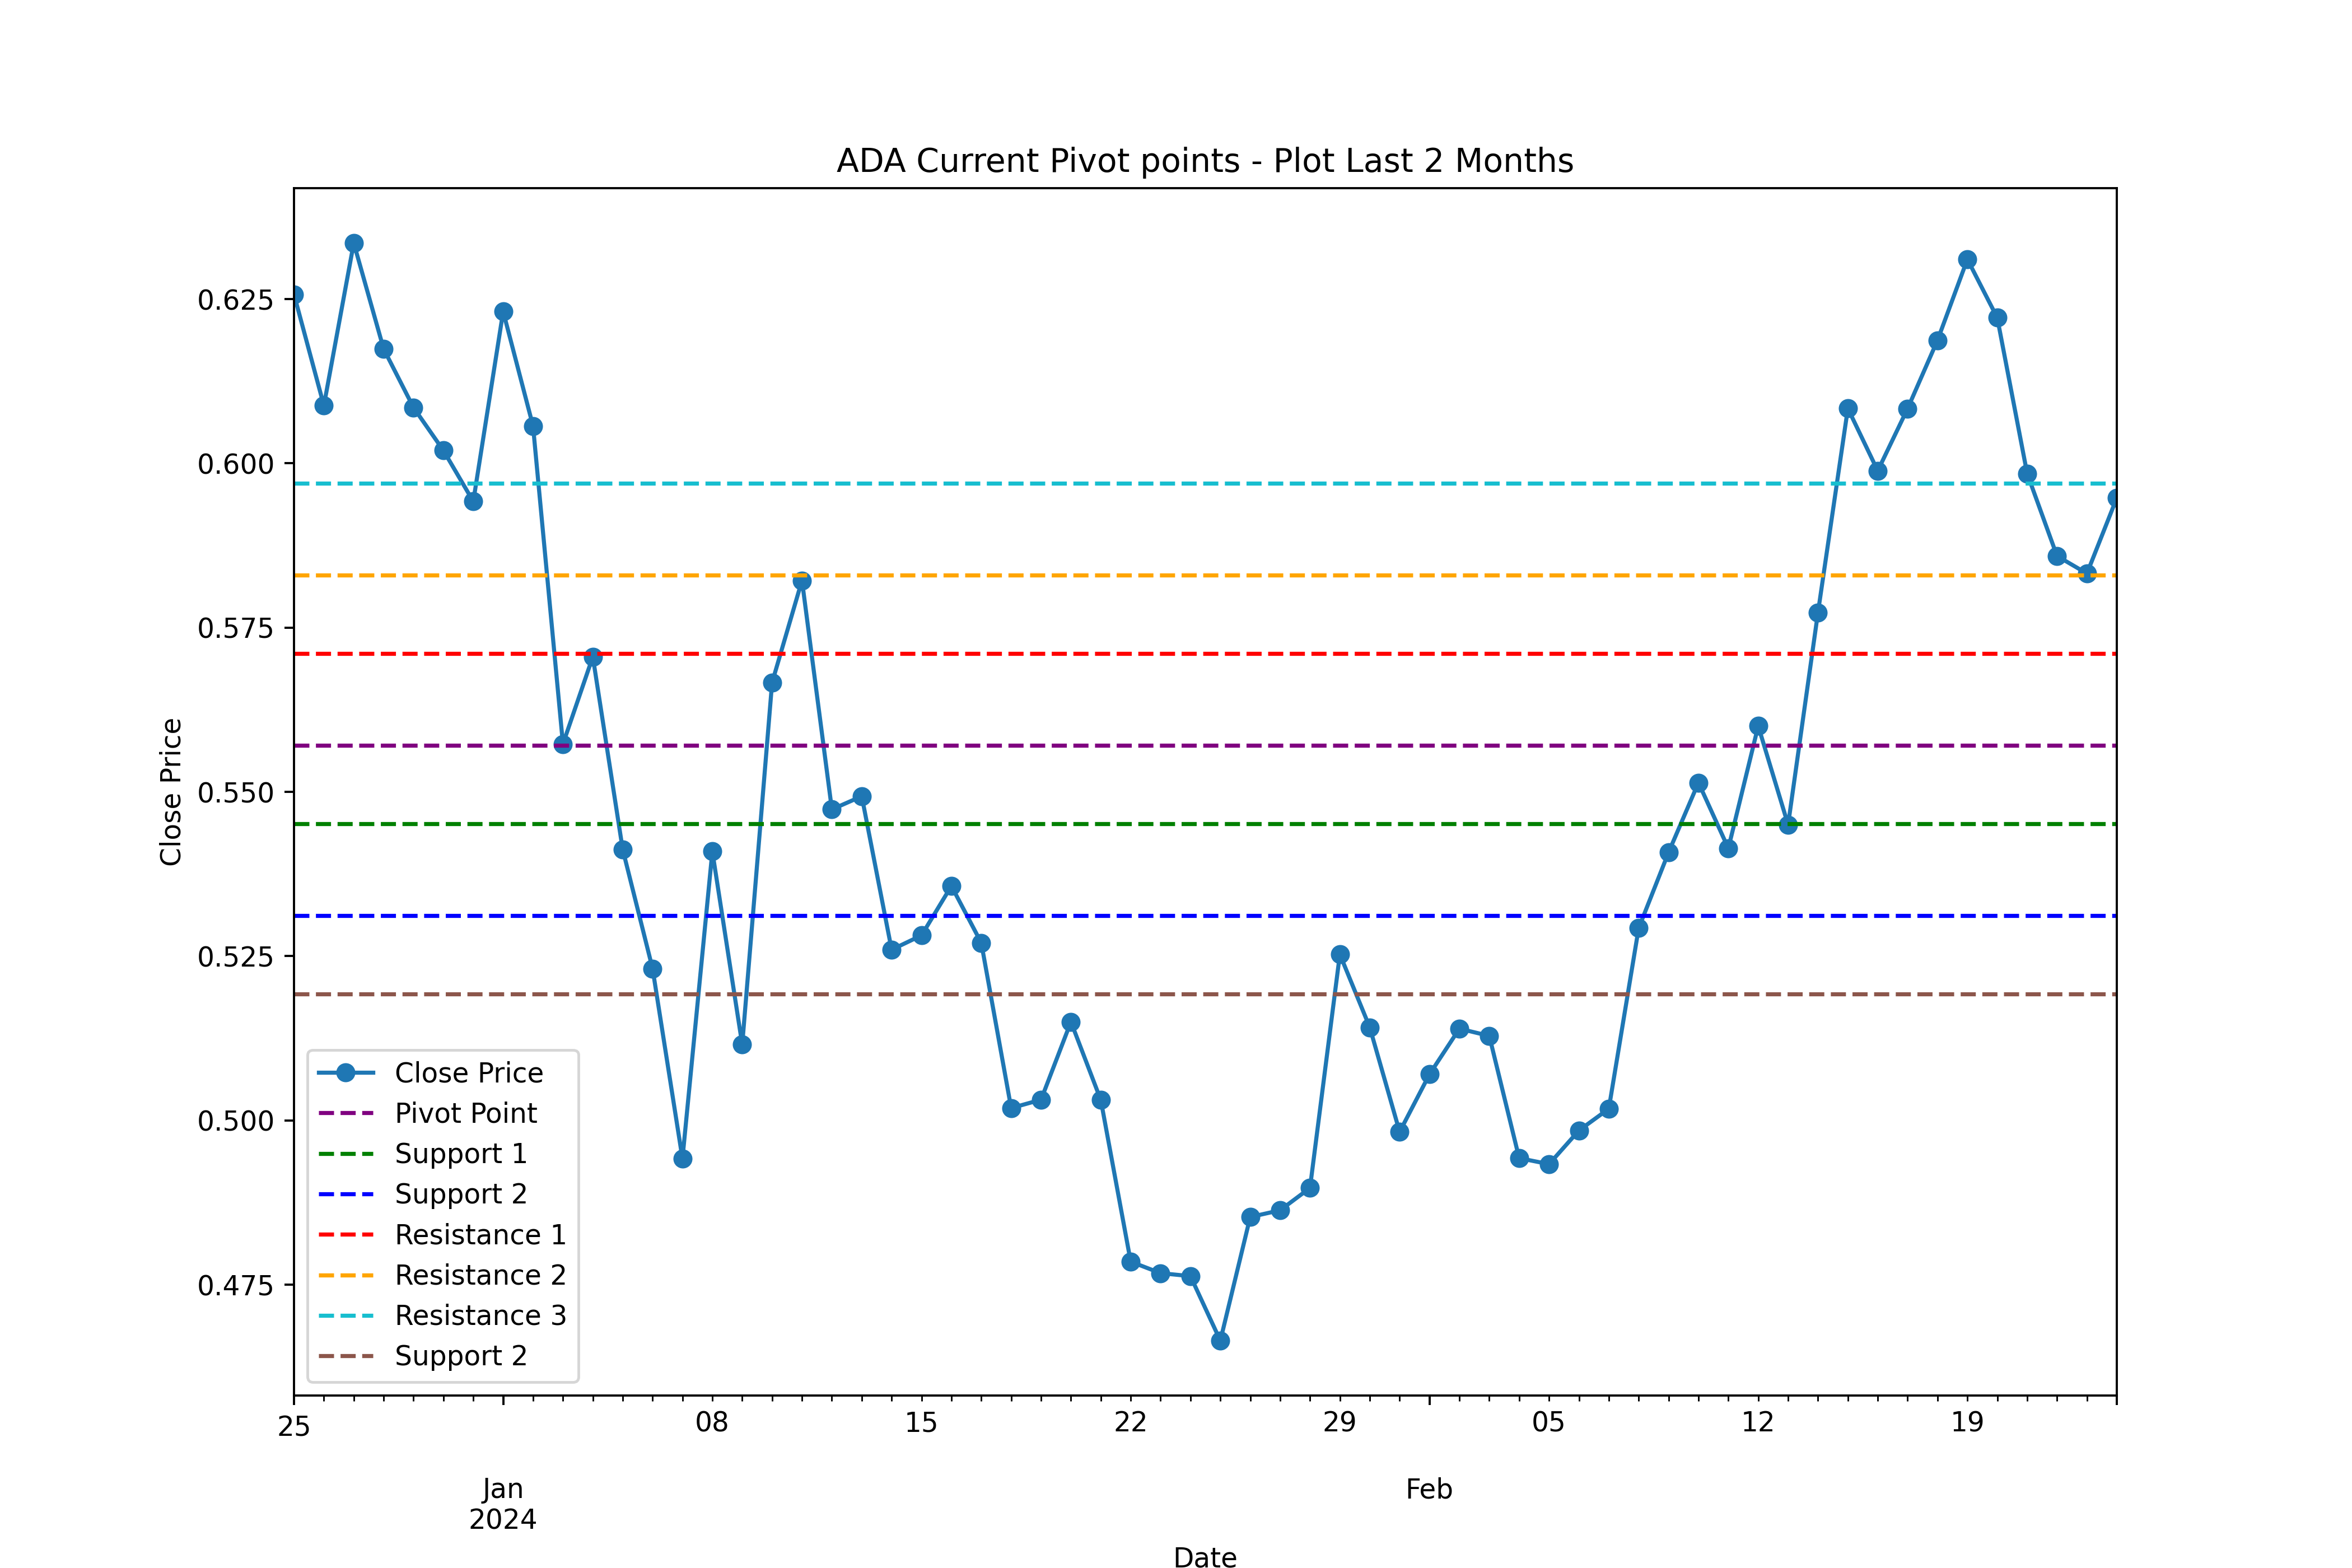 ADA Current Pivot points - Plot Last 2 Months
Close Price
0.625
0.600
0.575
0.550
0.525
0.500
0.475
Close Price
Pivot Point
Support 1
Support 2
Resistance 1
Resistance 2
Resistance 3
Support 2
25 08 15 22 29 05 12 19
Jan Feb
2024
Date